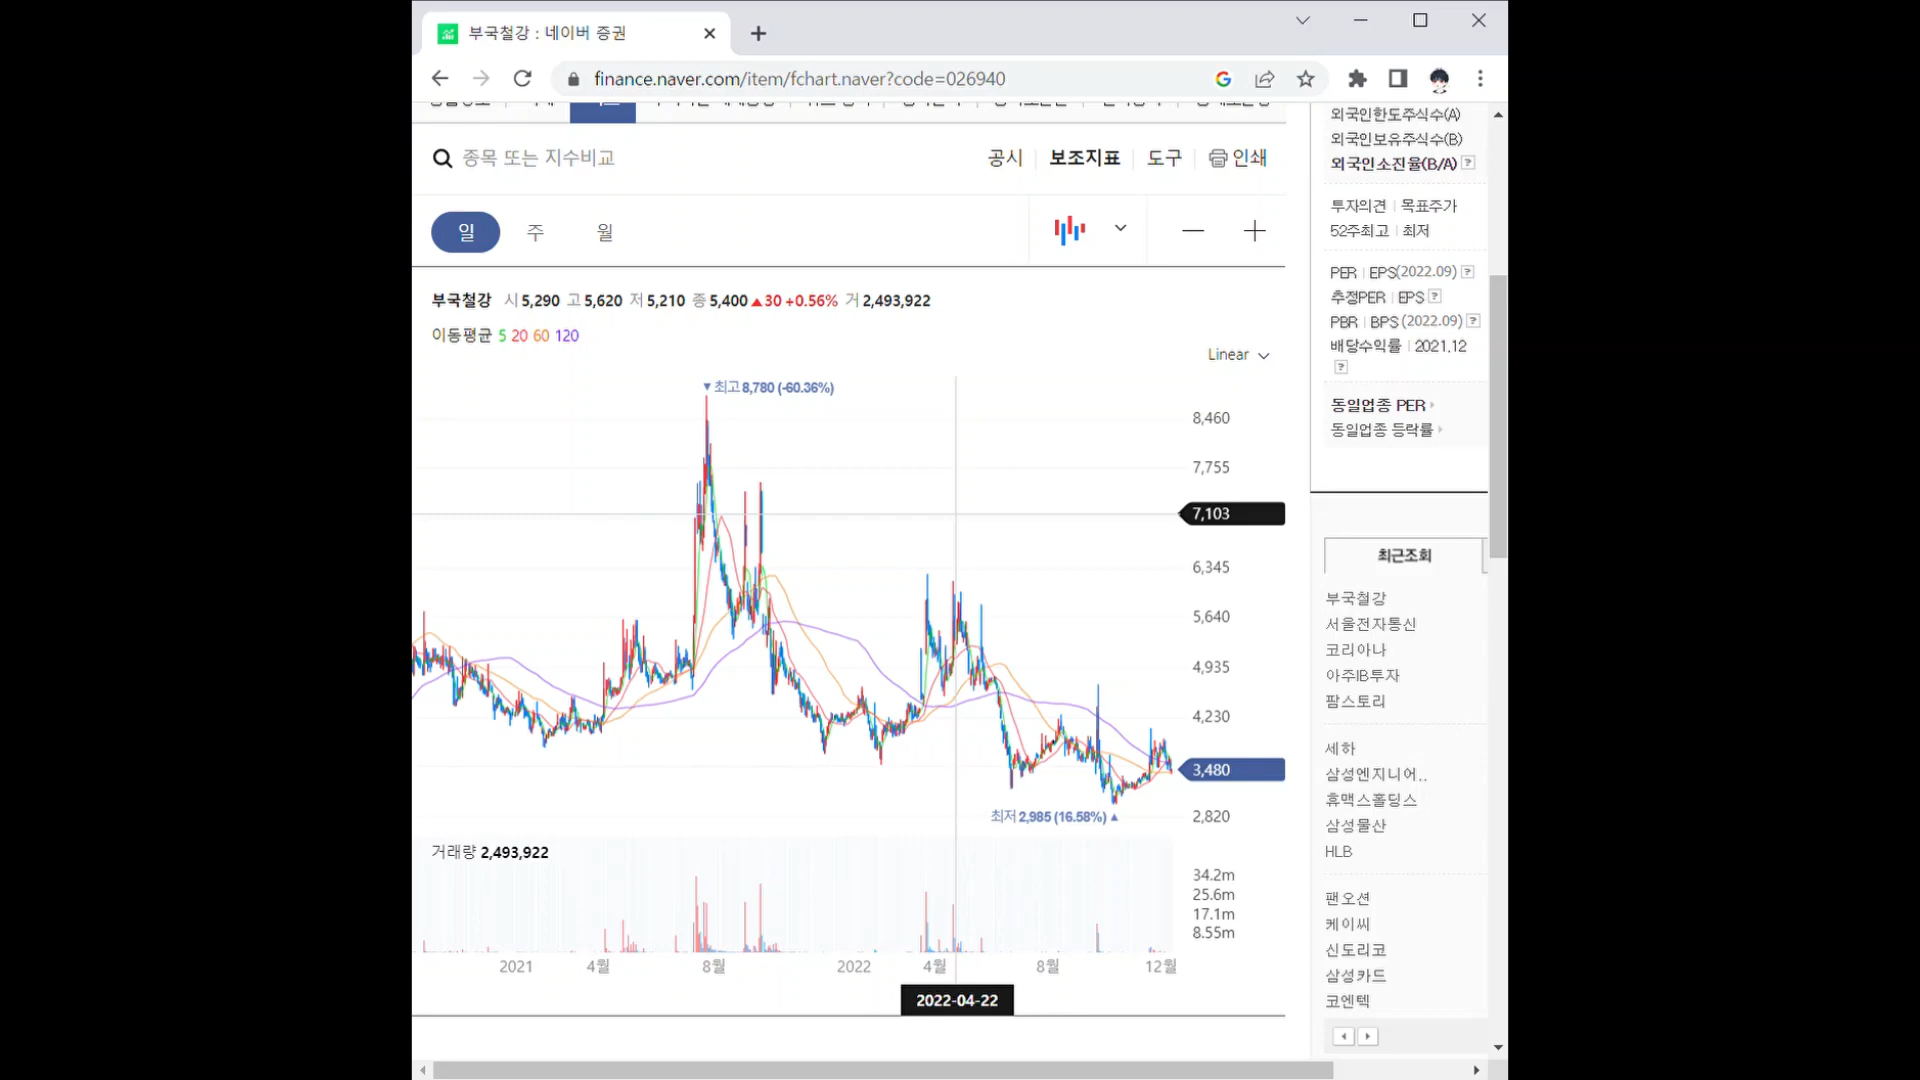 부국철강 : 네이버 증권
finance.naver.com/item/fchart.naver?code=026940
종목 또는 지수비교
공시 보조지표 도구 인쇄
일 주 월
부국철강 시 5,290 고 5,620 저 5,210 종 5,400 ▲30 +0.56% 거 2,493,922
이동평균 5 20 60 120
Linear
▼최고 8,780 (-60.36%)
8,460
7,755
7,103
6,345
5,640
4,935
4,230
3,480
2,820
최저 2,985 (16.58%) ▲
거래량 2,493,922
34.2m
25.6m
17.1m
8.55m
2021 4월 8월 2022 4월 8월 12월
2022-04-22
외국인한도주식수(A)
외국인보유주식수(B)
외국인소진율(B/A) ?
투자의견 | 목표주가
52주최고 | 최저
PER | EPS(2022.09) ?
추정PER | EPS ?
PBR | BPS (2022.09) ?
배당수익률 | 2021.12
?
동일업종 PER
동일업종 등락률
최근조회
부국철강
서울전자통신
코리아나
아주IB투자
팜스토리
세하
삼성엔지니어..
휴맥스홀딩스
삼성물산
HLB
팬오션
케이씨
신도리코
삼성카드
코엔텍